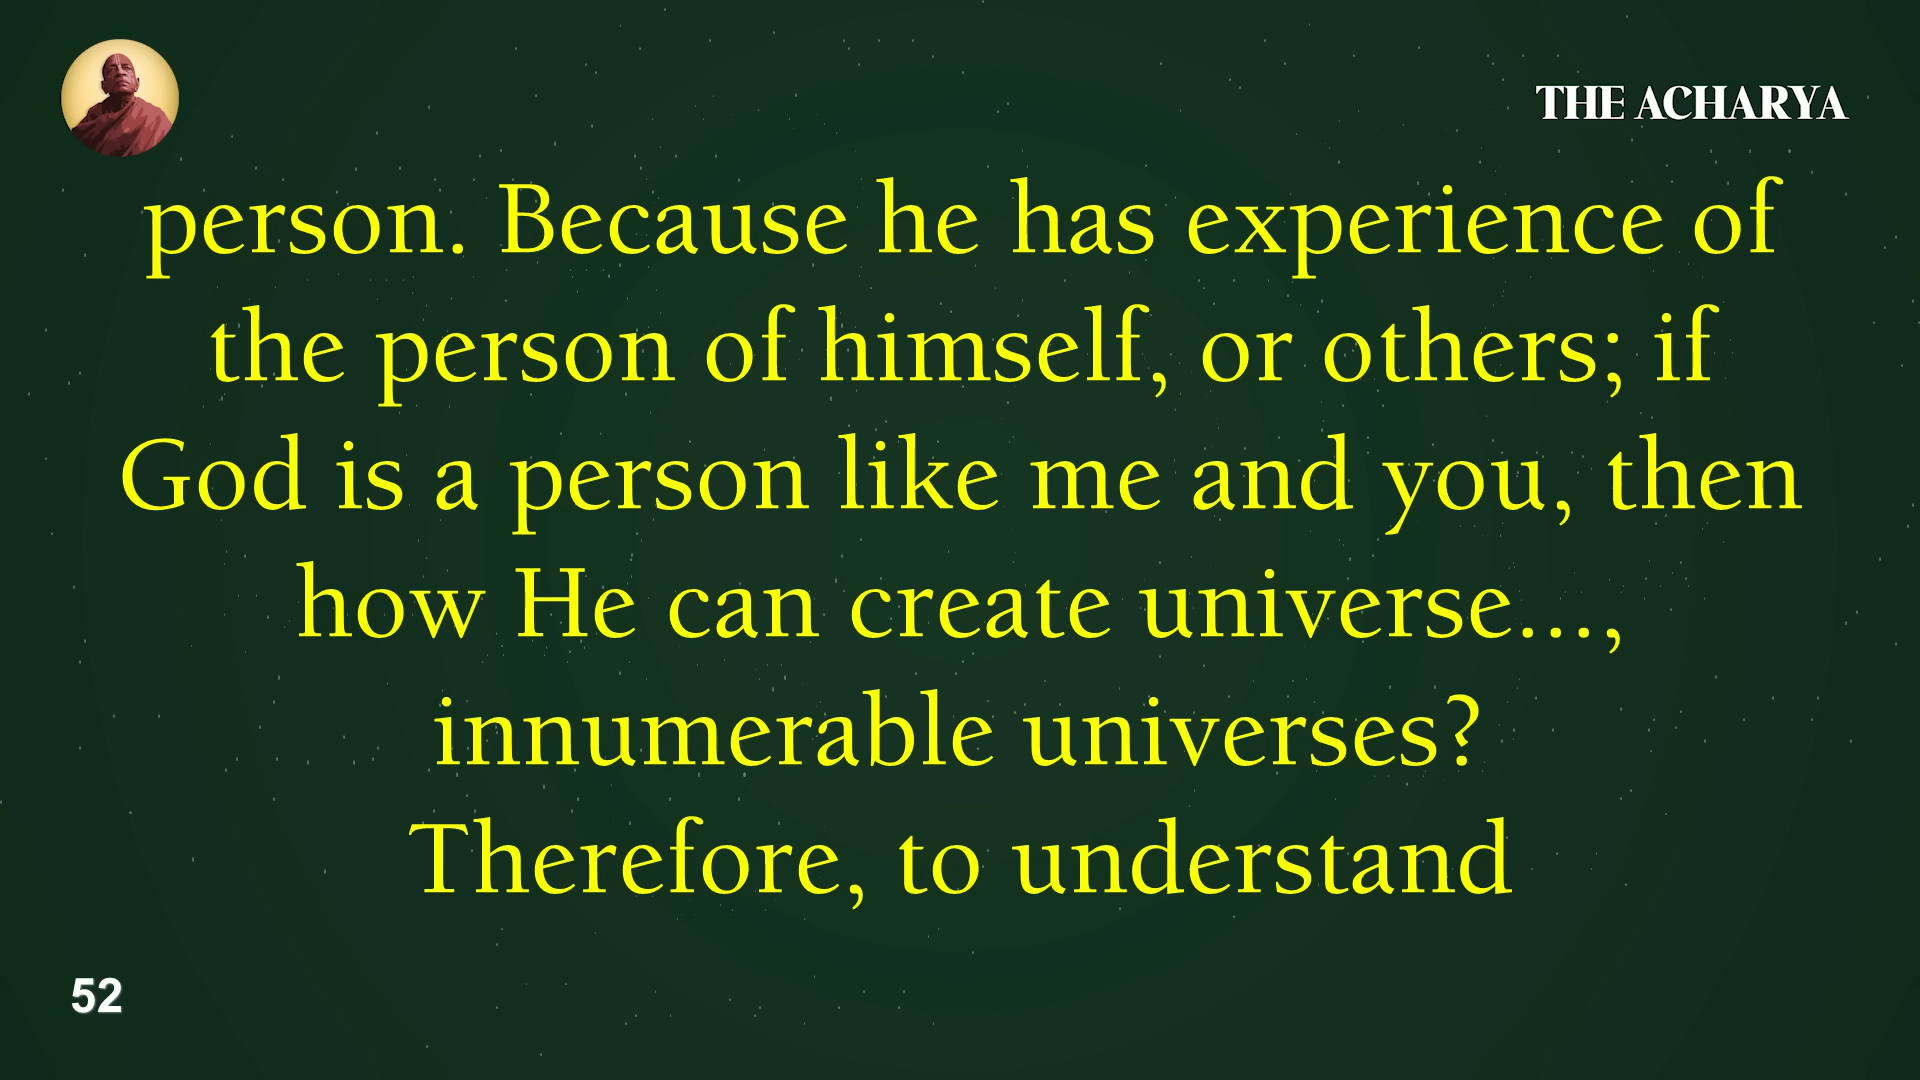 THE ACHARYA
person. Because he has experience of
the person of himself, or others; if
God is a person like me and you, then
how He can create universe...,
innumerable universes?
Therefore, to understand
52